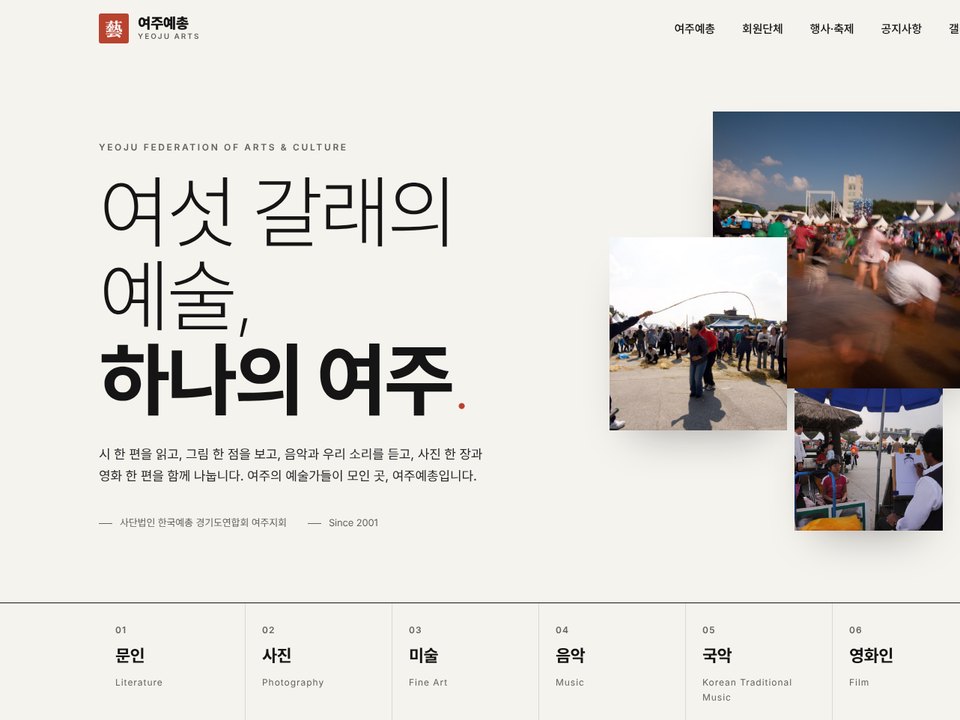 藝
여주예총
YEOJU ARTS
여주예총 회원단체 행사·축제 공지사항 갤
YEOJU FEDERATION OF ARTS & CULTURE
여섯 갈래의
예술,
하나의 여주.
시 한 편을 읽고, 그림 한 점을 보고, 음악과 우리 소리를 듣고, 사진 한 장과
영화 한 편을 함께 나눕니다. 여주의 예술가들이 모인 곳, 여주예총입니다.
사단법인 한국예총 경기도연합회 여주지회 Since 2001
01
문인
Literature
02
사진
Photography
03
미술
Fine Art
04
음악
Music
05
국악
Korean Traditional
Music
06
영화인
Film